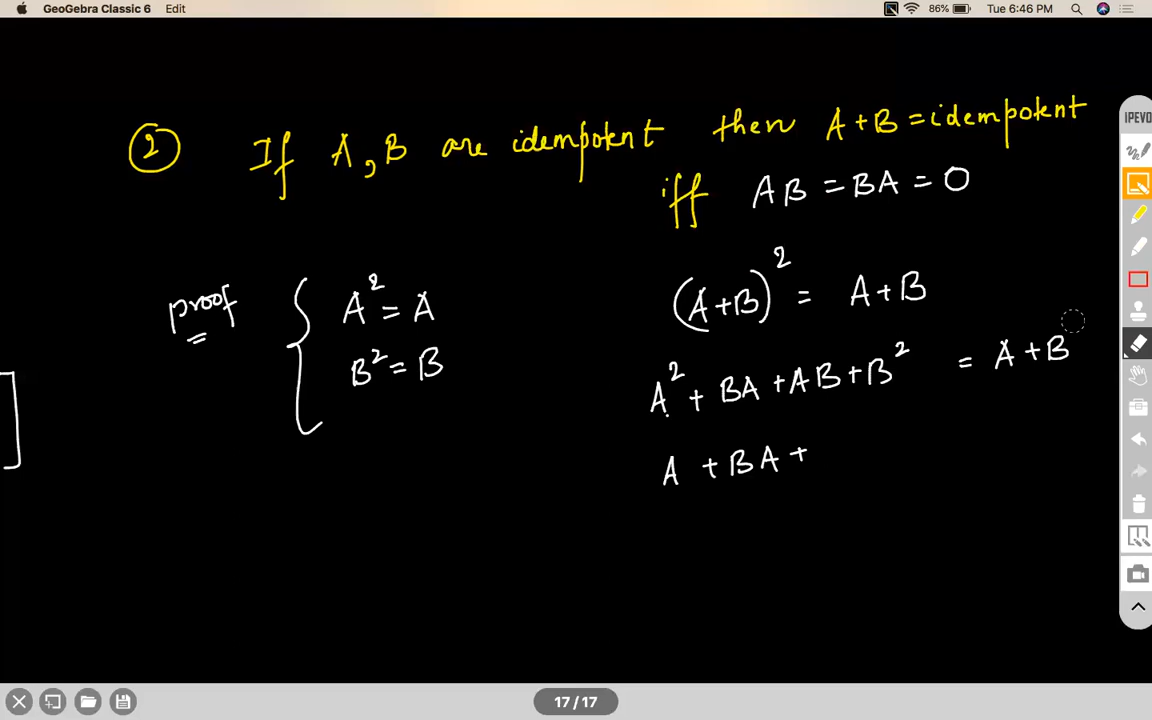 GeoGebra Classic 6 Edit 86% Tue 6:46 PM
② If A, B are idempotent then A+B = idempotent
iff AB = BA = 0
IPEVO
proof A² = A (A+B)² = A+B
B² = B A² + BA + AB + B² = A+B
A + BA +
17 / 17